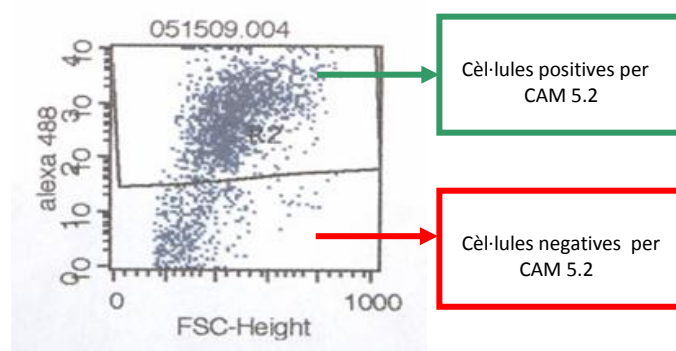 051509.004
Cèl·lules positives per
CAM 5.2
Cèl·lules negatives per
CAM 5.2
alexa 488
40
30
20
10
0
R2
0
1000
FSC-Height